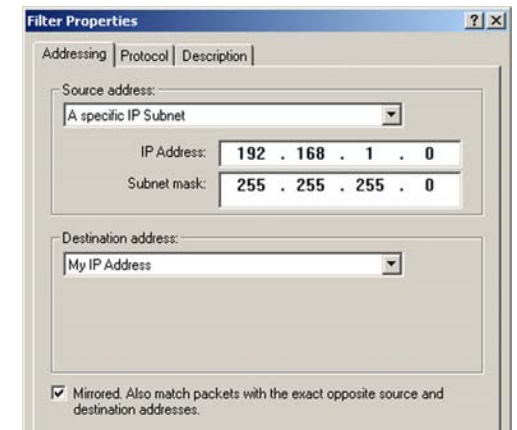 Filter Properties
Addressing Protocol Description
Source address:
A specific IP Subnet
IP Address: 192 . 168 . 1 . 0
Subnet mask: 255 . 255 . 255 . 0
Destination address:
My IP Address
Mirrored. Also match packets with the exact opposite source and
destination addresses.